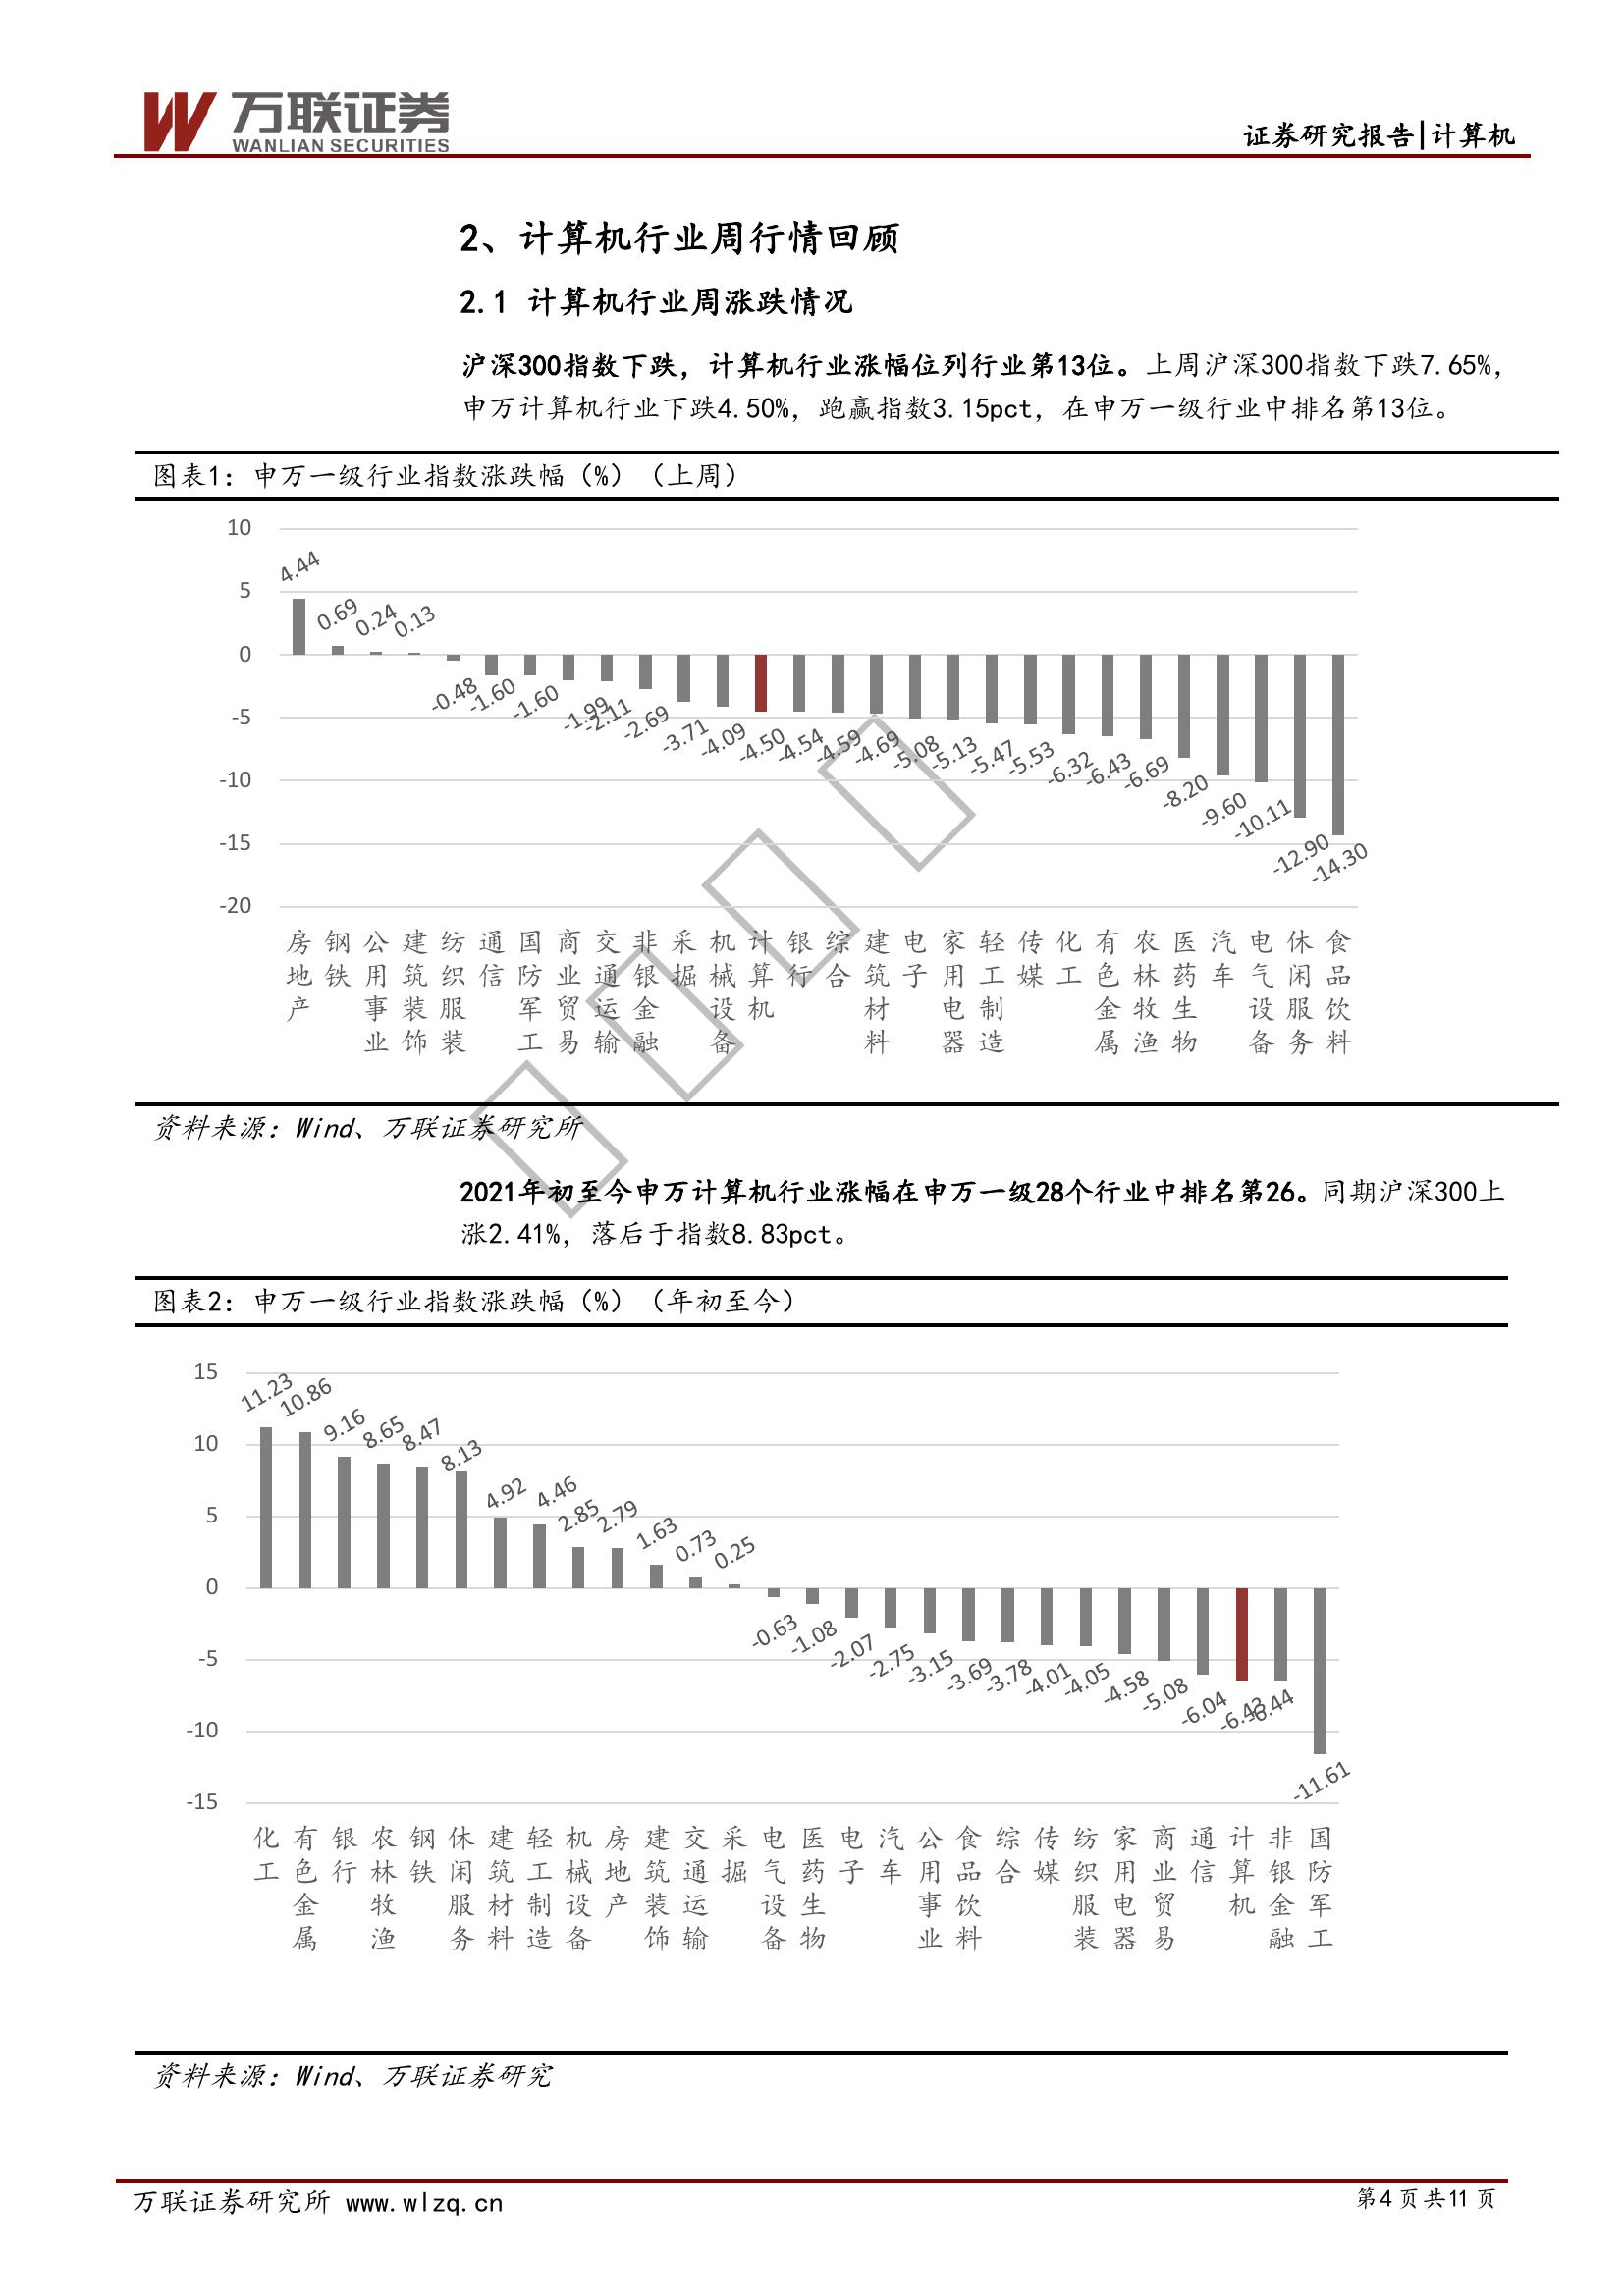 万联证券
WANLIAN SECURITIES
证券研究报告|计算机
2、计算机行业周行情回顾
2.1 计算机行业周涨跌情况
沪深300指数下跌，计算机行业涨幅位列行业第13位。上周沪深300指数下跌7.65%，
申万计算机行业下跌4.50%，跑赢指数3.15pct，在申万一级行业中排名第13位。
图表1：申万一级行业指数涨跌幅（%）（上周）
10
5
0
-5
-10
-15
-20
4.44
0.69
0.24
0.13
-0.48
-1.60
-1.60
-1.99
-2.11
-2.69
-3.71
-4.09
-4.50
-4.54
-4.59
-4.69
-5.08
-5.13
-5.47
-5.53
-6.32
-6.43
-6.69
-8.20
-9.60
-10.11
-12.90
-14.30
房地产
钢铁
公用事业
建筑装饰
纺织服装
通信
国防军工
商业贸易
交通运输
非银金融
采掘
机械设备
计算机
银行
综合
建筑材料
电子
家用电器
轻工制造
传媒
化工
有色金属
农林牧渔
医药生物
汽车
电气设备
休闲服务
食品饮料
资料来源：Wind、万联证券研究所
2021年初至今申万计算机行业涨幅在申万一级28个行业中排名第26。同期沪深300上
涨2.41%，落后于指数8.83pct。
图表2：申万一级行业指数涨跌幅（%）（年初至今）
15
10
5
0
-5
-10
-15
11.23
10.86
9.16
8.65
8.47
8.13
4.92
4.46
2.85
2.79
1.63
0.73
0.25
-0.63
-1.08
-2.07
-2.75
-3.15
-3.69
-3.78
-4.01
-4.05
-4.58
-5.08
-6.04
-6.43
-6.44
-11.61
化工
有色金属
银行
农林牧渔
钢铁
休闲服务
建筑材料
轻工制造
机械设备
房地产
建筑装饰
交通运输
采掘
电气设备
医药生物
电子
汽车
公用事业
食品饮料
综合
传媒
纺织服装
家用电器
商业贸易
通信
计算机
非银金融
国防军工
资料来源：Wind、万联证券研究
万联证券研究所 www.wlzq.cn
第4页共11页